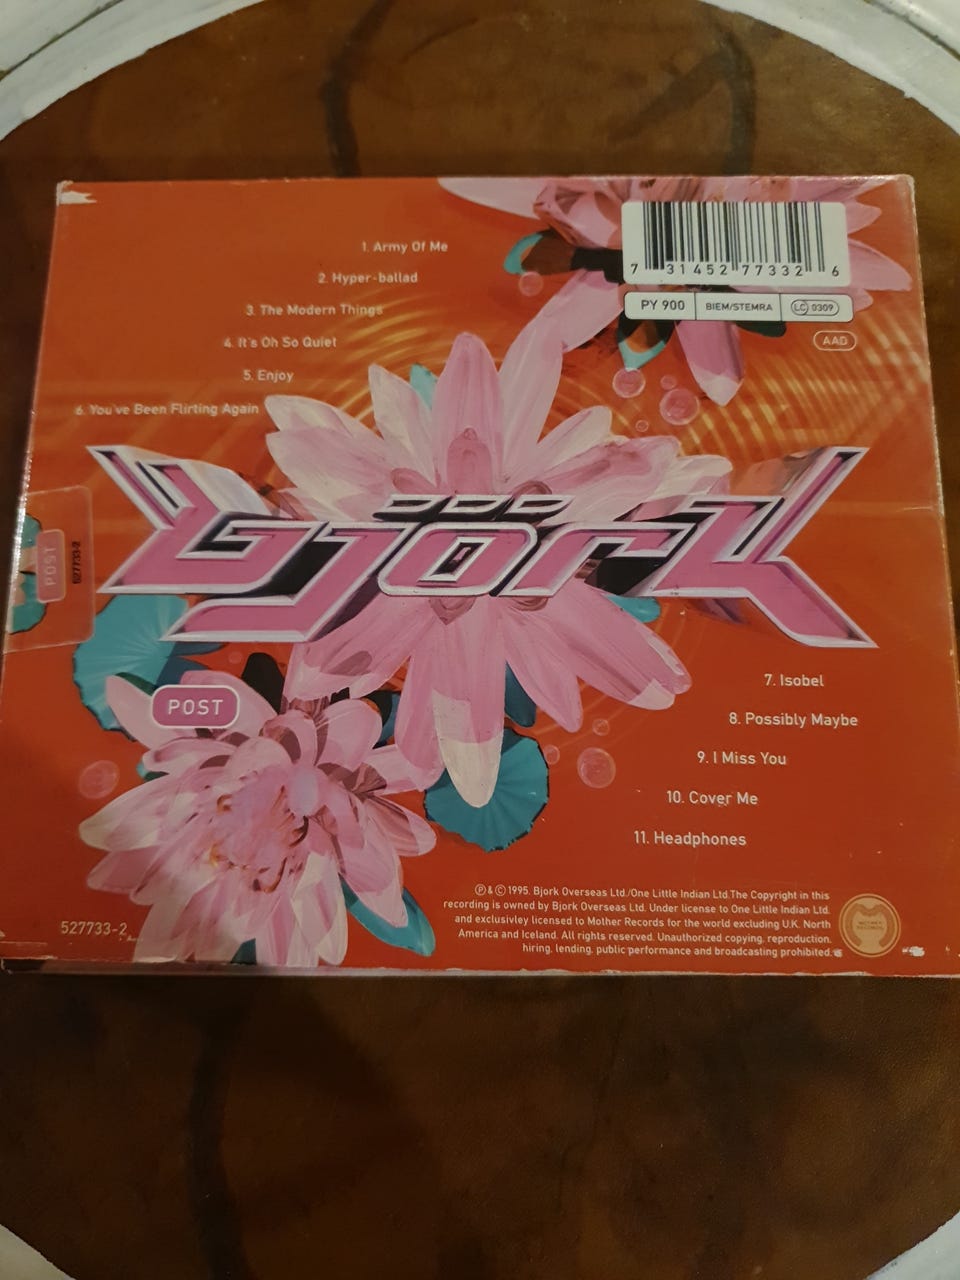 1. Army Of Me
2. Hyper-ballad
3. The Modern Things
4. It's Oh So Quiet
5. Enjoy
6. You've Been Flirting Again
7 31452 77332 6
PY 900
BIEM/STEMRA
LC 0309
AAD
björk
POST
527733-2
POST
7. Isobel
8. Possibly Maybe
9. I Miss You
10. Cover Me
11. Headphones
527733-2
Ⓟ & © 1995. Bjork Overseas Ltd./One Little Indian Ltd.The Copyright in this
recording is owned by Bjork Overseas Ltd. Under license to One Little Indian Ltd.
and exclusivley licensed to Mother Records for the world excluding U.K. North
America and Iceland. All rights reserved. Unauthorized copying. reproduction.
hiring. lending. public performance and broadcasting prohibited.
MOTHER
RECORDS